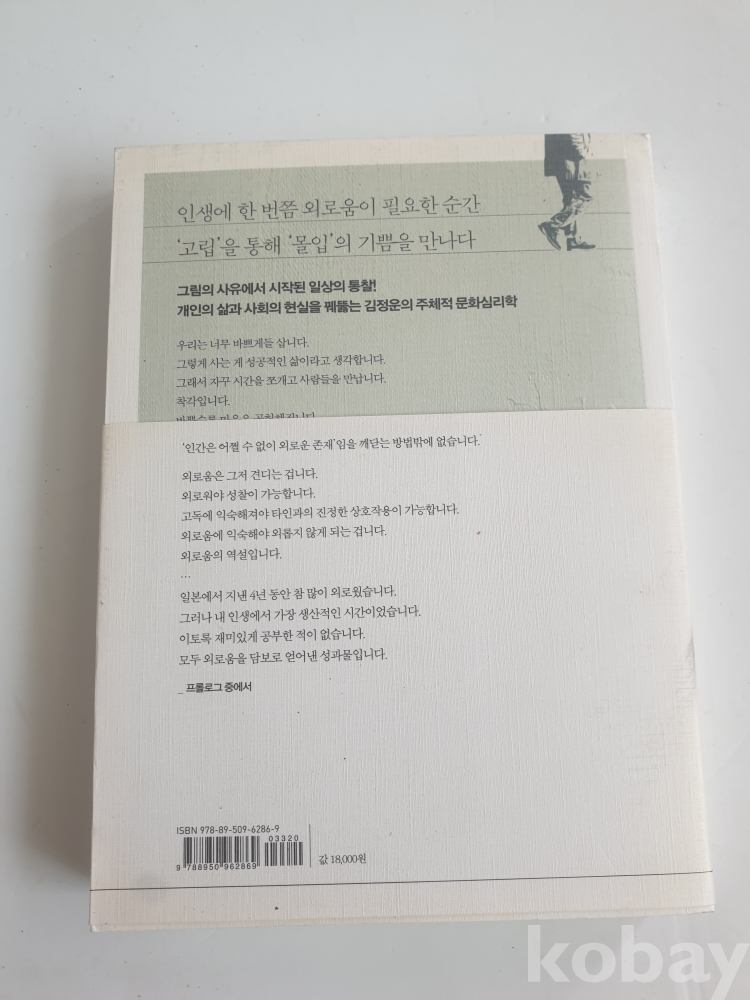 인생에 한 번쯤 외로움이 필요한 순간
‘고립’을 통해 ‘몰입’의 기쁨을 만나다
그림의 사유에서 시작된 일상의 통찰!
개인의 삶과 사회의 현실을 꿰뚫는 김정운의 주체적 문화심리학
우리는 너무 바쁘게들 삽니다.
그렇게 사는 게 성공적인 삶이라고 생각합니다.
그래서 자꾸 시간을 쪼개고 사람들을 만납니다.
착각입니다.
‘인간은 어쩔 수 없이 외로운 존재’임을 깨닫는 방법밖에 없습니다.
외로움은 그저 견디는 겁니다.
외로워야 성찰이 가능합니다.
고독에 익숙해져야 타인과의 진정한 상호작용이 가능합니다.
외로움에 익숙해야 외롭지 않게 되는 겁니다.
외로움의 역설입니다.
…
일본에서 지낸 4년 동안 참 많이 외로웠습니다.
그러나 내 인생에서 가장 생산적인 시간이었습니다.
이토록 재미있게 공부한 적이 없습니다.
모두 외로움을 담보로 얻어낸 성과물입니다.
_ 프롤로그 중에서
ISBN 978-89-509-6286-9
03320
9 788950 962869
값 18,000원
kobay